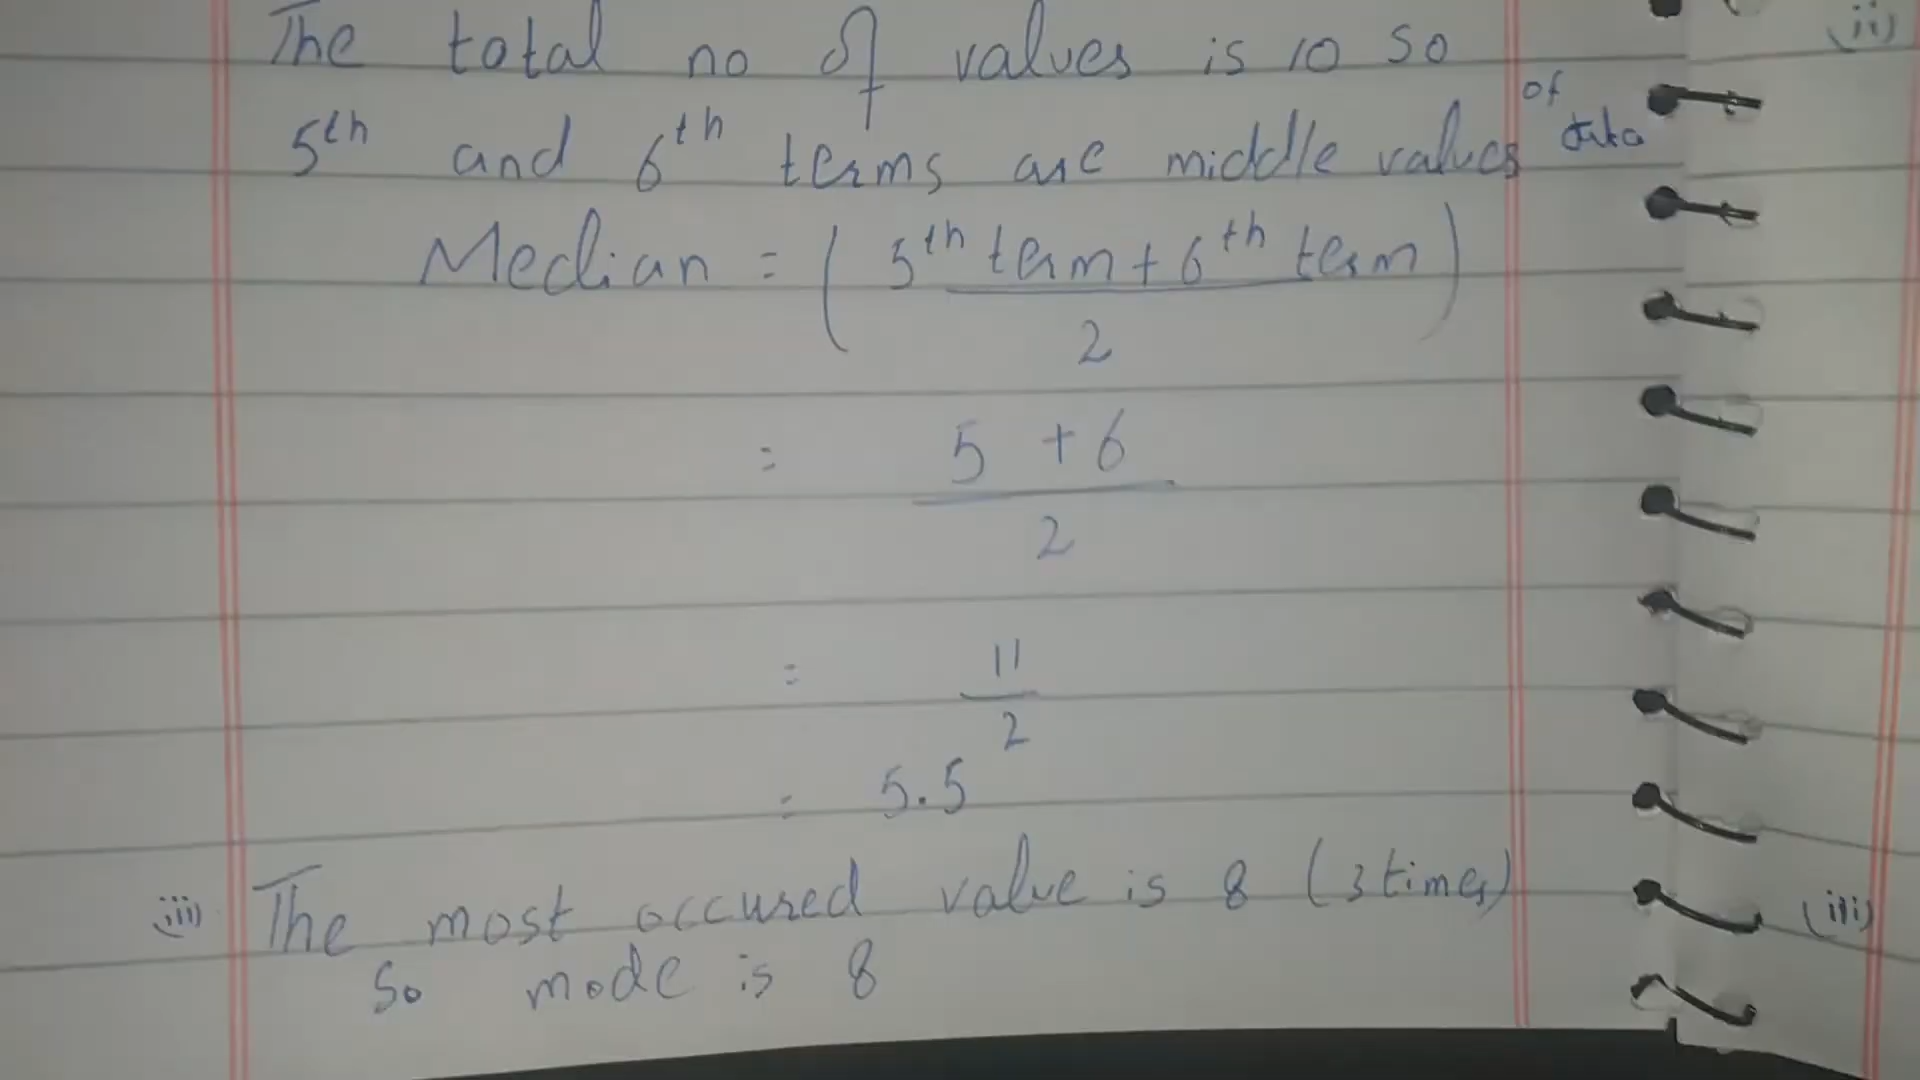 The total no of values is 10 so
5th and 6th terms are middle values of data
Median = ( 5th term + 6th term )
2
= 5 + 6
2
= 11
2
= 5.5
(iii) The most occured value is 8 (3 times)
So mode is 8
(ii)
(iii)